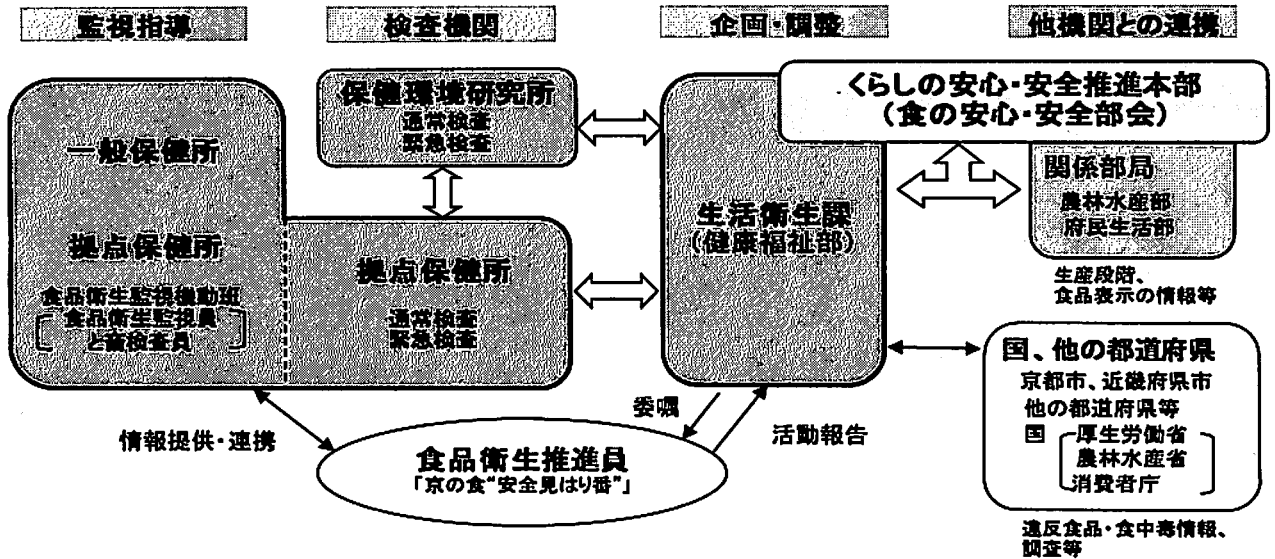 監視指導
検査機関
企画・調整
他機関との連携
一般保健所
拠点保健所
食品衛生監視機動班
食品衛生監視員
と畜検査員
保健環境研究所
通常検査
緊急検査
拠点保健所
通常検査
緊急検査
生活衛生課
(健康福祉部)
くらしの安心・安全推進本部
(食の安心・安全部会)
関係部局
農林水産部
府民生活部
生産段階、
食品表示の情報等
国、他の都道府県
京都市、近畿府県市
他の都道府県等
国
厚生労働省
農林水産省
消費者庁
違反食品・食中毒情報、
調査等
情報提供・連携
委嘱
活動報告
食品衛生推進員
「京の食“安全見はり番”」